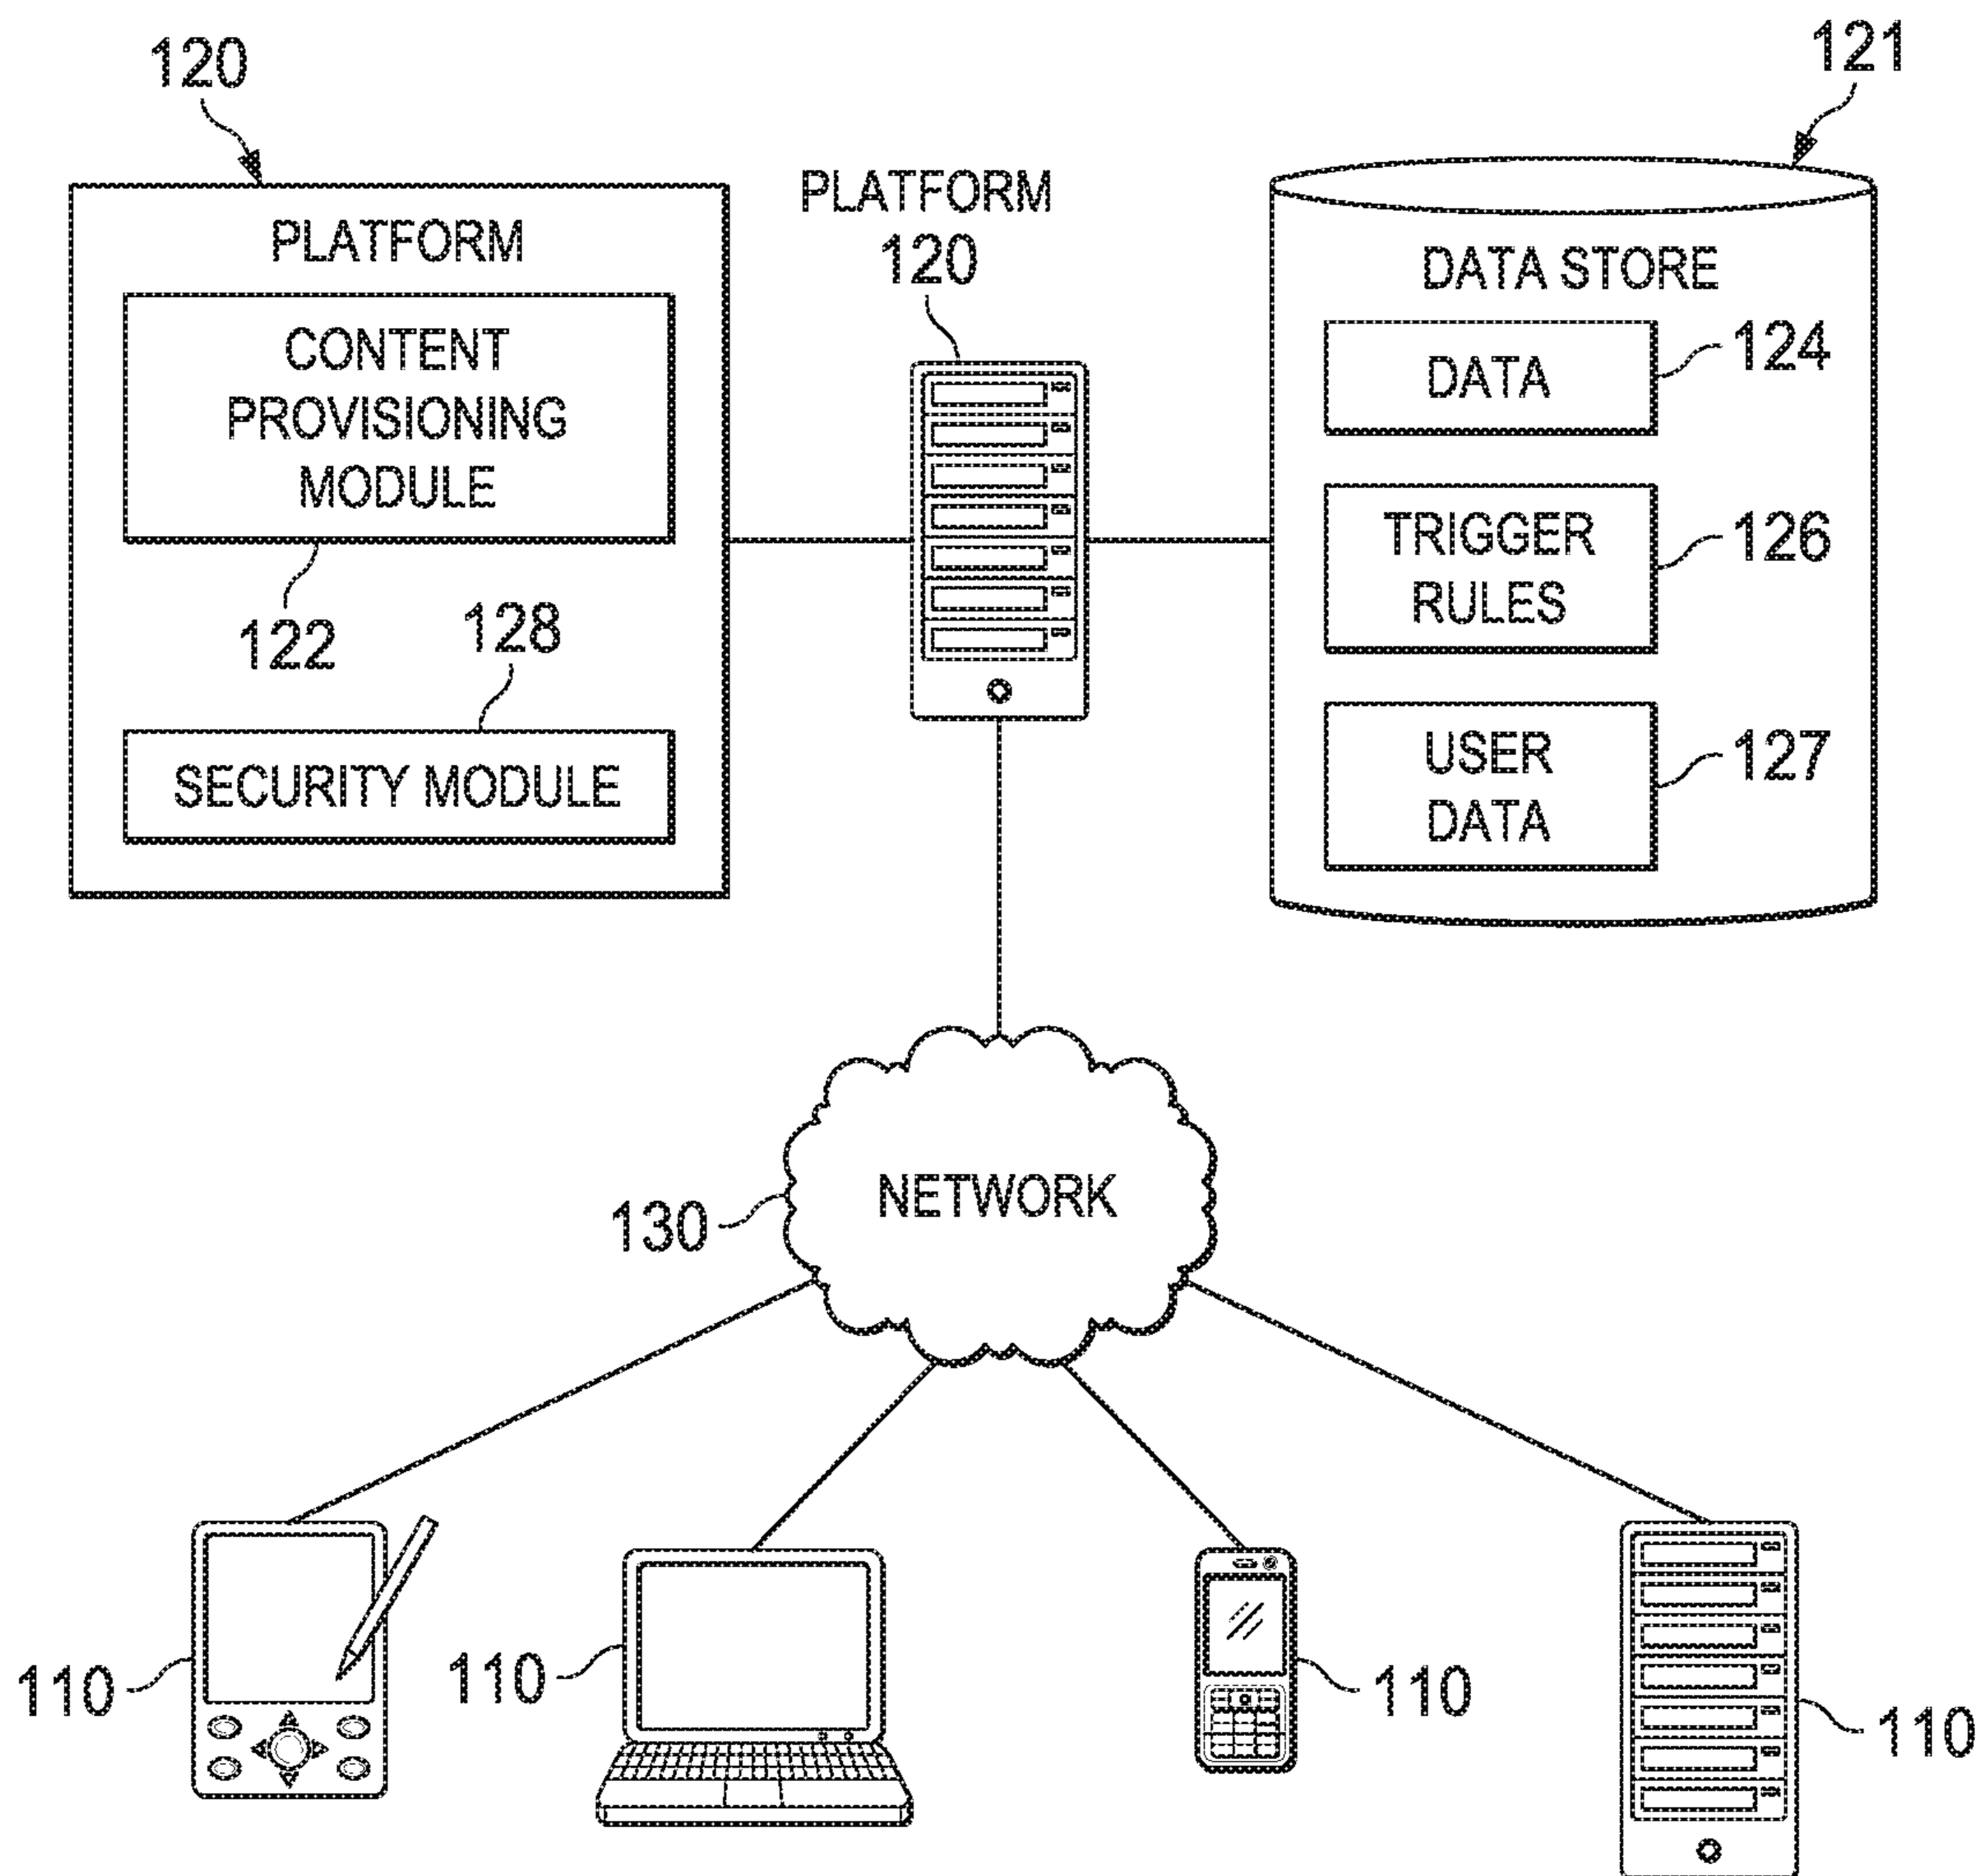 120
121
PLATFORM
CONTENT
PROVISIONING
MODULE
122
128
SECURITY MODULE
PLATFORM
120
DATA STORE
DATA
124
TRIGGER
RULES
126
USER
DATA
127
NETWORK
130
110
110
110
110